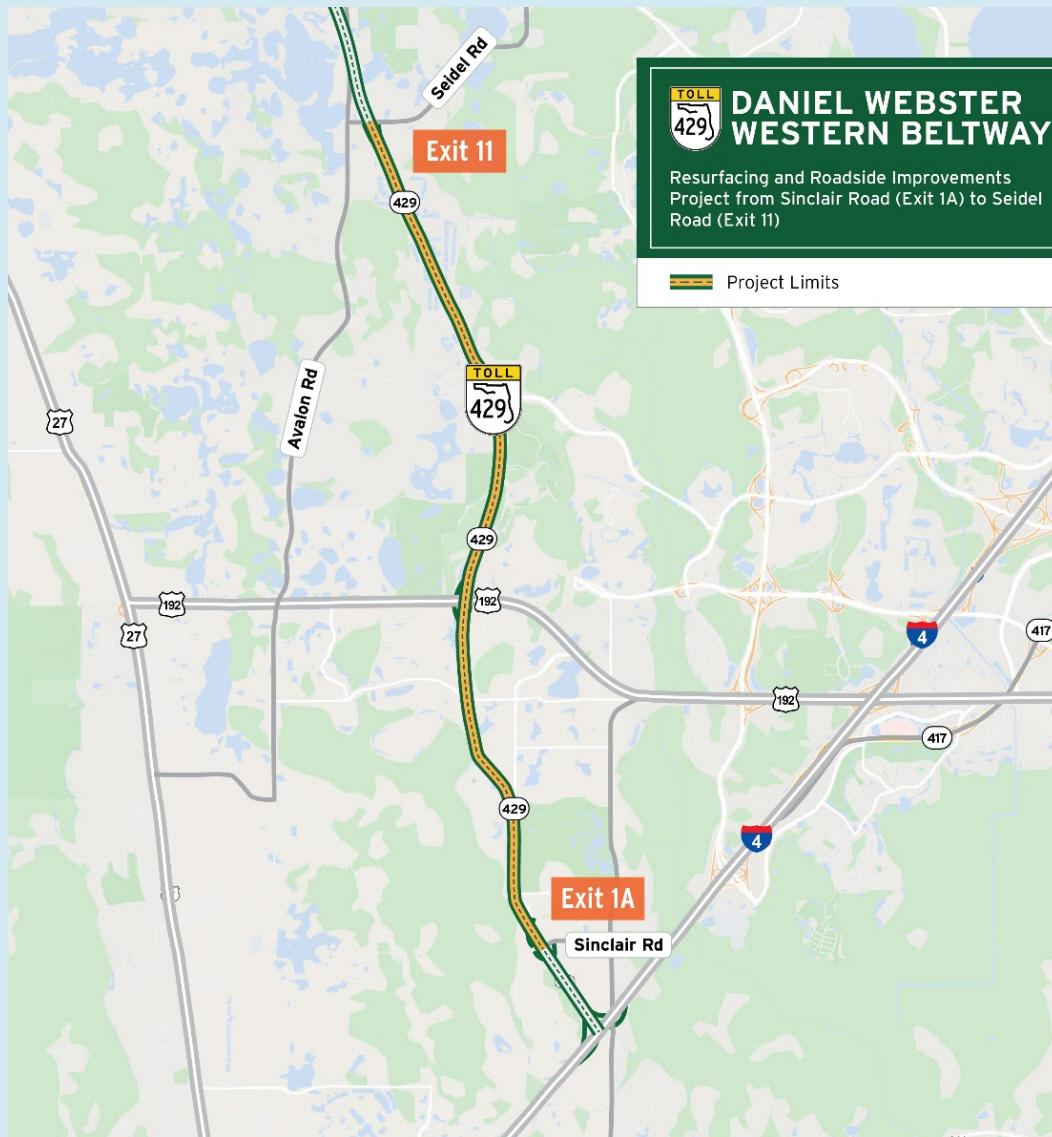 Seidel Rd
TOLL
429
DANIEL WEBSTER
WESTERN BELTWAY
Resurfacing and Roadside Improvements
Project from Sinclair Road (Exit 1A) to Seidel
Road (Exit 11)
Project Limits
Exit 11
429
TOLL
429
Avalon Rd
27
429
192
192
27
4
417
192
417
429
4
Exit 1A
Sinclair Rd